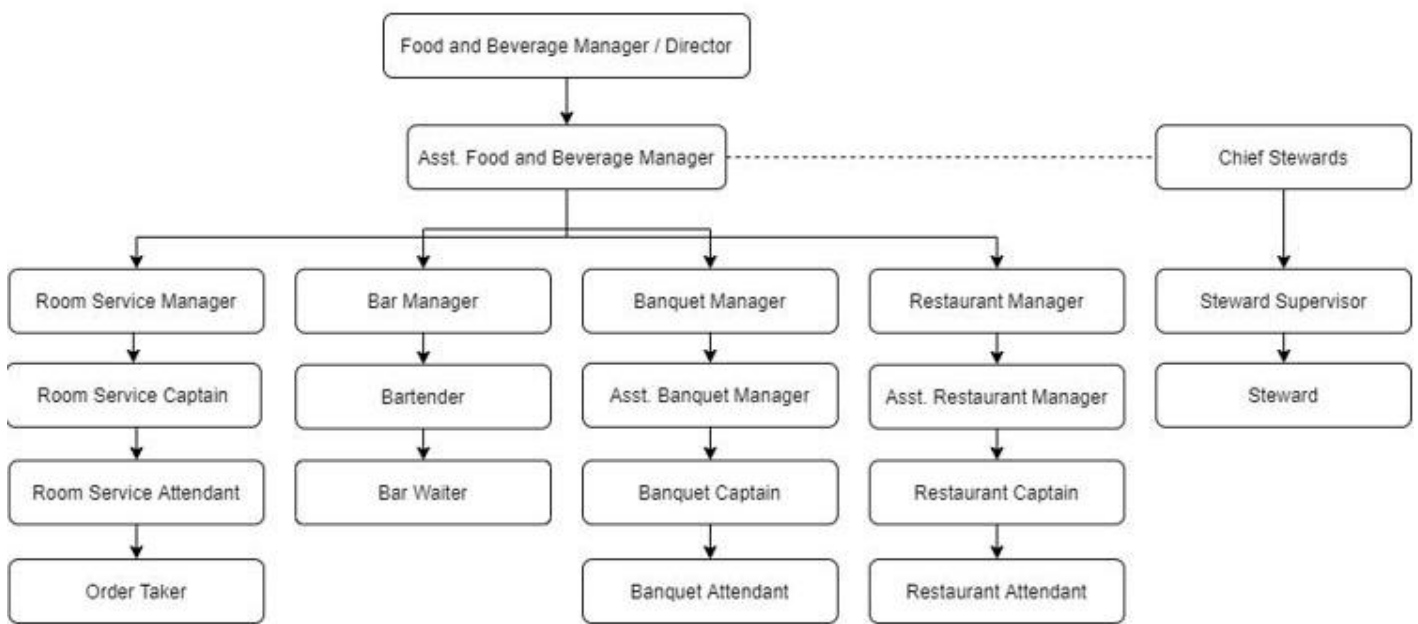 Food and Beverage Manager / Director
Asst. Food and Beverage Manager
Chief Stewards
Room Service Manager
Bar Manager
Banquet Manager
Restaurant Manager
Steward Supervisor
Room Service Captain
Bartender
Asst. Banquet Manager
Asst. Restaurant Manager
Steward
Room Service Attendant
Bar Waiter
Banquet Captain
Restaurant Captain
Order Taker
Banquet Attendant
Restaurant Attendant